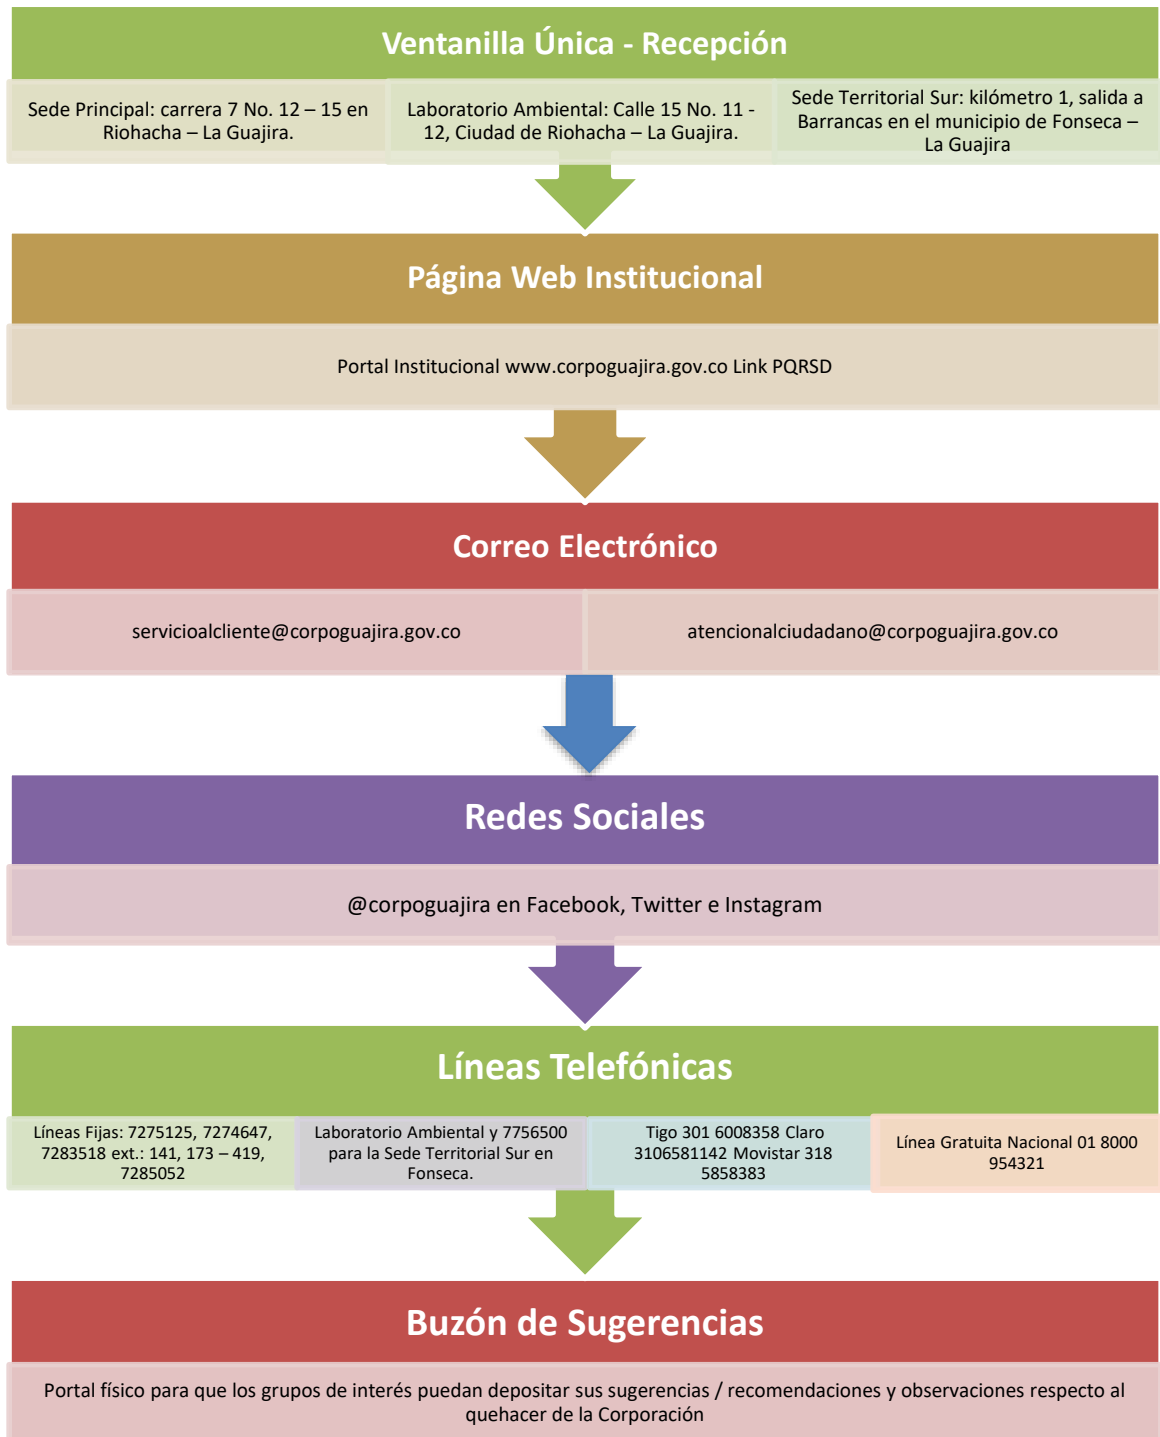 Ventanilla Única - Recepción
Sede Principal: carrera 7 No. 12 – 15 en
Riohacha – La Guajira.
Laboratorio Ambiental: Calle 15 No. 11 -
12, Ciudad de Riohacha – La Guajira.
Sede Territorial Sur: kilómetro 1, salida a
Barrancas en el municipio de Fonseca –
La Guajira
Página Web Institucional
Portal Institucional www.corpoguajira.gov.co Link PQRSD
Correo Electrónico
servicioalcliente@corpoguajira.gov.co
atencionalciudadano@corpoguajira.gov.co
Redes Sociales
@corpoguajira en Facebook, Twitter e Instagram
Líneas Telefónicas
Líneas Fijas: 7275125, 7274647,
7283518 ext.: 141, 173 – 419,
7285052
Laboratorio Ambiental y 7756500
para la Sede Territorial Sur en
Fonseca.
Tigo 301 6008358 Claro
3106581142 Movistar 318
5858383
Línea Gratuita Nacional 01 8000
954321
Buzón de Sugerencias
Portal físico para que los grupos de interés puedan depositar sus sugerencias / recomendaciones y observaciones respecto al
quehacer de la Corporación